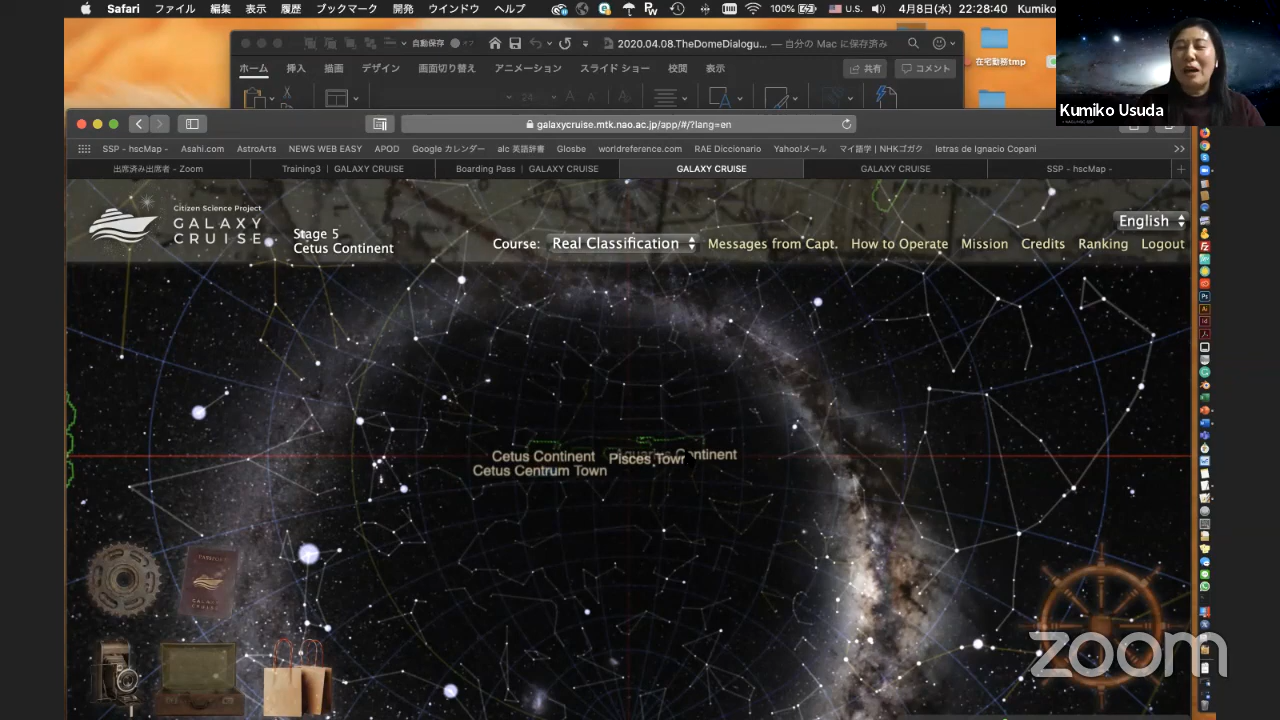 Safari ファイル 編集 表示 履歴 ブックマーク 開発 ウインドウ ヘルプ 100% U.S. 4月8日(水) 22:28:40 Kumiko
自動保存 オフ 2020.04.08.TheDomeDialogu... — 自分の Mac に保存済み
在宅勤務tmp
ホーム 挿入 描画 デザイン 画面切り替え アニメーション スライド ショー 校閲 表示 共有 コメント
24
Kumiko Usuda
galaxycruise.mtk.nao.ac.jp/app/#/?lang=en
SSP - hscMap - Asahi.com AstroArts NEWS WEB EASY APOD Google カレンダー alc 英語辞書 Glosbe worldreference.com RAE Diccionario Yahoo!メール マイ語学 | NHKゴガク letras de Ignacio Copani
出席済み出席者 - Zoom Training3 | GALAXY CRUISE Boarding Pass | GALAXY CRUISE GALAXY CRUISE GALAXY CRUISE SSP - hscMap -
Citizen Science Project
GALAXY
CRUISE
Stage 5
Cetus Continent
English
Course: Real Classification Messages from Capt. How to Operate Mission Credits Ranking Logout
Cetus Continent Pisces Town Continent
Cetus Centrum Town
PASSPORT
GALAXY
CRUISE
zoom